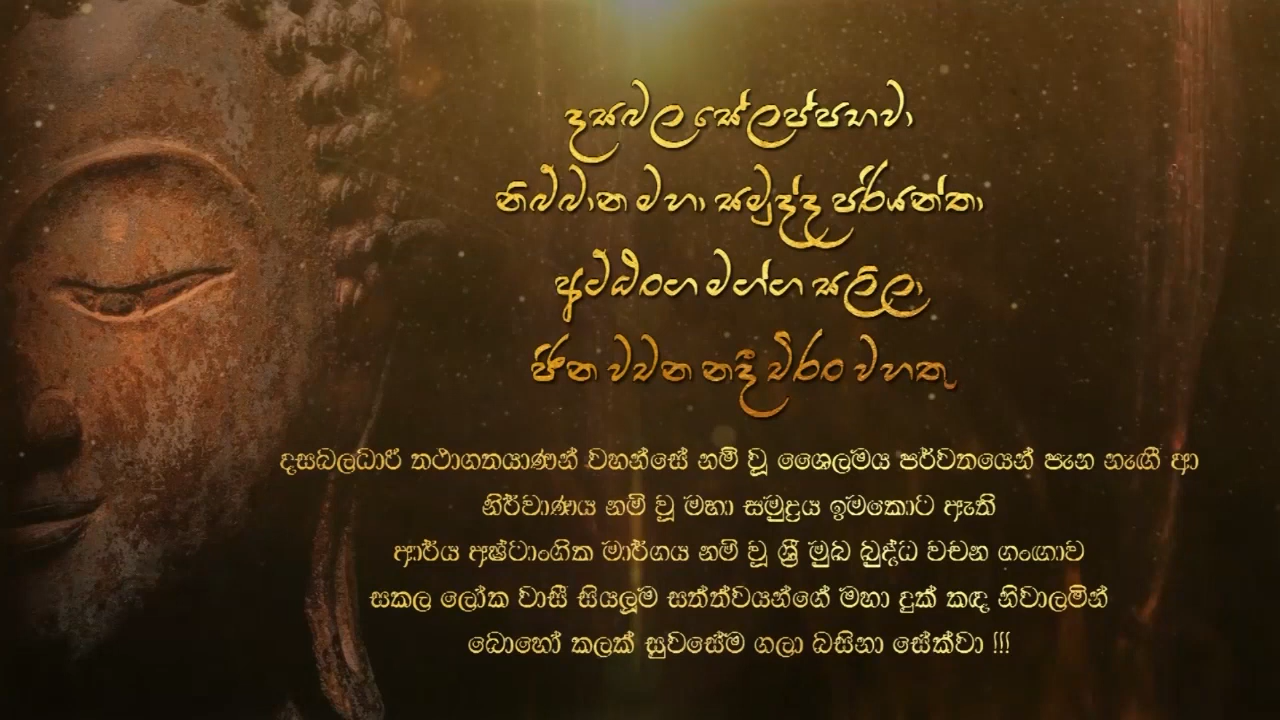 දසබල සේලප්පභවා
නිබ්බාන මහා සමුද්ද පරියන්තා
අට්ඨංග මග්ග සලිලා
ජින වචන නදී චිරං වහතු
දසබලධාරී තථාගතයාණන් වහන්සේ නම් වූ ශෛලමය පර්වතයෙන් පැන නැඟී ආ
නිර්වාණය නම් වූ මහා සමුද්‍රය ඉමකොට ඇති
ආර්ය අෂ්ටාංගික මාර්ගය නම් වූ ශ්‍රී මුඛ බුද්ධ වචන ගංඟාව
සකල ලෝක වාසී සියලූම සත්ත්වයන්ගේ මහා දුක් කඳ නිවාලමින්
බොහෝ කලක් සුවසේම ගලා බසිනා සේක්වා !!!